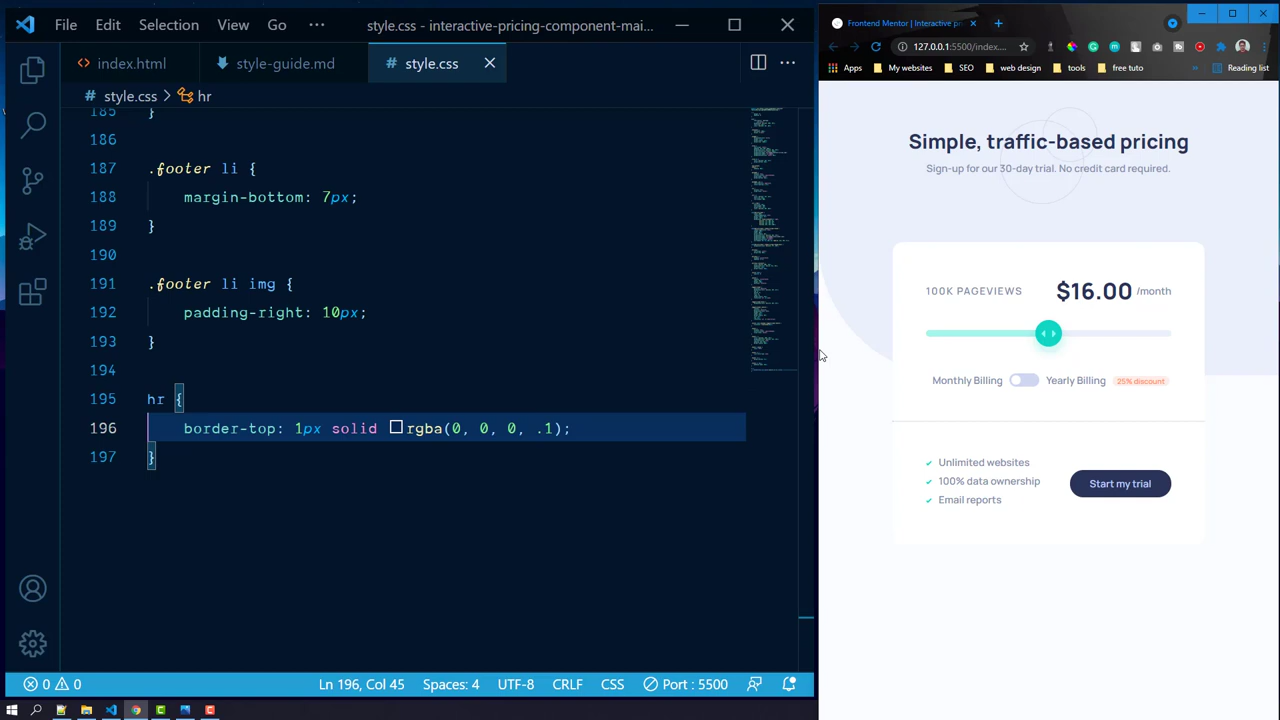 File Edit Selection View Go ··· style.css - interactive-pricing-component-mai...
index.html style-guide.md # style.css
# style.css > hr
185 }
186
187 .footer li {
188 margin-bottom: 7px;
189 }
190
191 .footer li img {
192 padding-right: 10px;
193 }
194
195 hr {
196 border-top: 1px solid rgba(0, 0, 0, .1);
197 }
0 0 Ln 196, Col 45 Spaces: 4 UTF-8 CRLF CSS Port : 5500
Frontend Mentor | Interactive pr
127.0.0.1:5500/index....
Apps My websites SEO web design tools free tuto » Reading list
Simple, traffic-based pricing
Sign-up for our 30-day trial. No credit card required.
100K PAGEVIEWS $16.00 /month
Monthly Billing Yearly Billing 25% discount
Unlimited websites
100% data ownership
Email reports
Start my trial